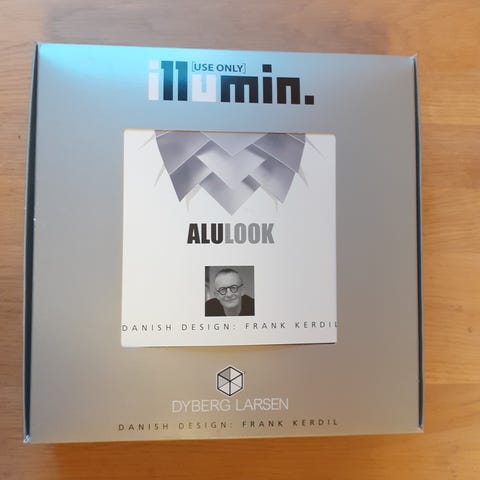 [USE ONLY]
illumin.
ALULOOK
DANISH DESIGN: FRANK KERDIL
DYBERG LARSEN
DANISH DESIGN: FRANK KERDIL